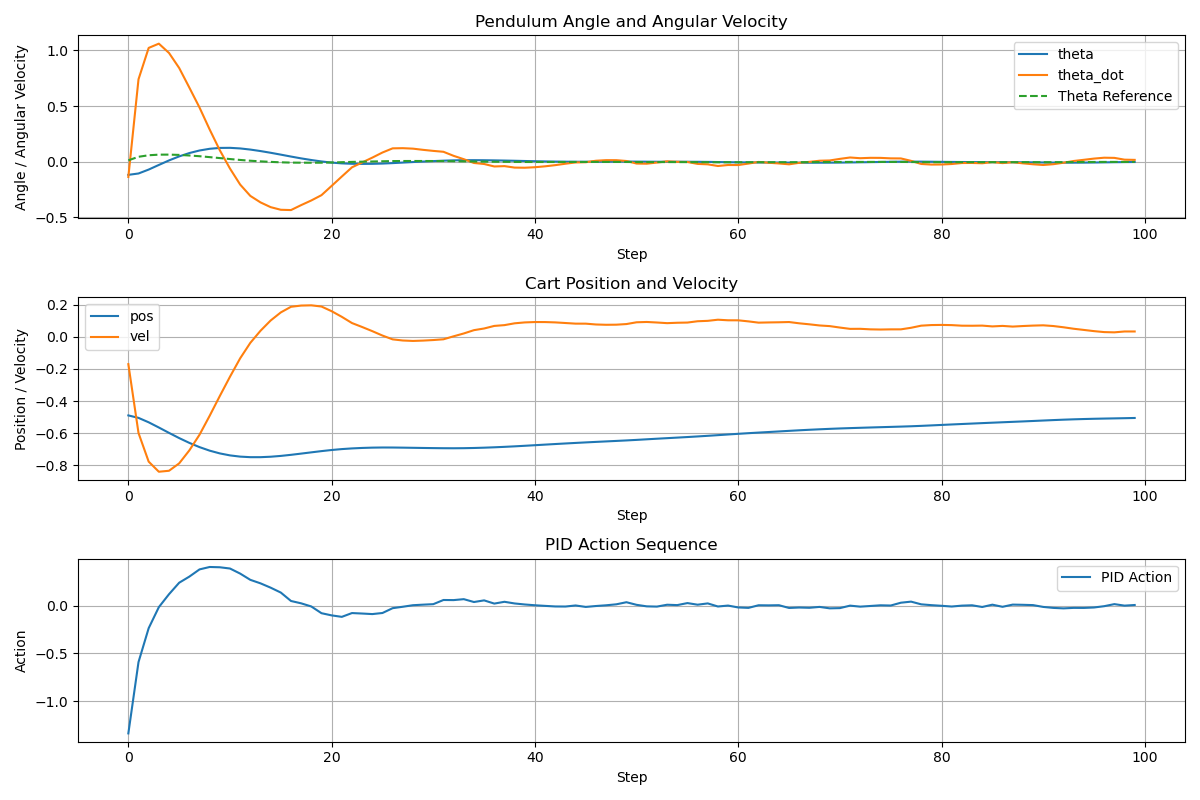 Pendulum Angle and Angular Velocity
Angle / Angular Velocity
1.0
0.5
0.0
−0.5
theta
theta_dot
Theta Reference
0 20 40 60 80 100
Step
Cart Position and Velocity
Position / Velocity
0.2
0.0
−0.2
−0.4
−0.6
−0.8
pos
vel
0 20 40 60 80 100
Step
PID Action Sequence
Action
0.0
−0.5
−1.0
PID Action
0 20 40 60 80 100
Step